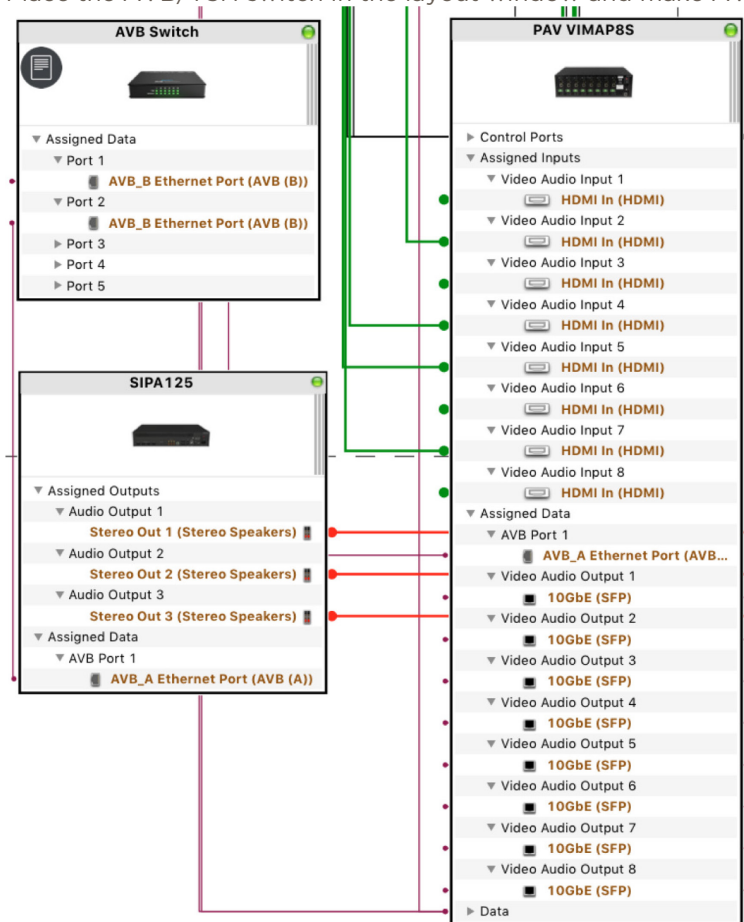 AVB Switch
Assigned Data
Port 1
AVB_B Ethernet Port (AVB (B))
Port 2
AVB_B Ethernet Port (AVB (B))
Port 3
Port 4
Port 5
SIPA125
Assigned Outputs
Audio Output 1
Stereo Out 1 (Stereo Speakers)
Audio Output 2
Stereo Out 2 (Stereo Speakers)
Audio Output 3
Stereo Out 3 (Stereo Speakers)
Assigned Data
AVB Port 1
AVB_A Ethernet Port (AVB (A))
PAV VIMAP8S
Control Ports
Assigned Inputs
Video Audio Input 1
HDMI In (HDMI)
Video Audio Input 2
HDMI In (HDMI)
Video Audio Input 3
HDMI In (HDMI)
Video Audio Input 4
HDMI In (HDMI)
Video Audio Input 5
HDMI In (HDMI)
Video Audio Input 6
HDMI In (HDMI)
Video Audio Input 7
HDMI In (HDMI)
Video Audio Input 8
HDMI In (HDMI)
Assigned Data
AVB Port 1
AVB_A Ethernet Port (AVB...
Video Audio Output 1
10GbE (SFP)
Video Audio Output 2
10GbE (SFP)
Video Audio Output 3
10GbE (SFP)
Video Audio Output 4
10GbE (SFP)
Video Audio Output 5
10GbE (SFP)
Video Audio Output 6
10GbE (SFP)
Video Audio Output 7
10GbE (SFP)
Video Audio Output 8
10GbE (SFP)
Data